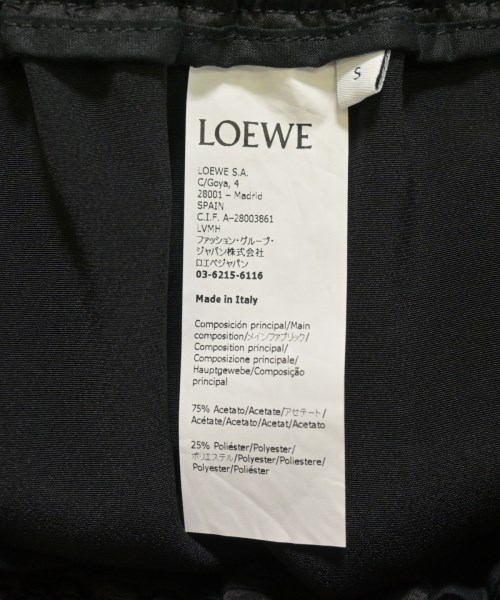 S
LOEWE
LOEWE S.A.
C/Goya, 4
28001 – Madrid
SPAIN
C.I.F. A–28003861
LVMH
ファッション・グループ・
ジャパン株式会社
ロエベジャパン
03-6215-6116
Made in Italy
Composición principal/Main
composition/メインファブリック/
Composition principal/
Composizione principale/
Hauptgewebe/Composição
principal
75% Acetato/Acetate/アセテート/
Acétate/Acetato/Acetat/Acetato
25% Poliéster/Polyester/
ポリエステル/Polyester/Poliestere/
Polyester/Poliéster